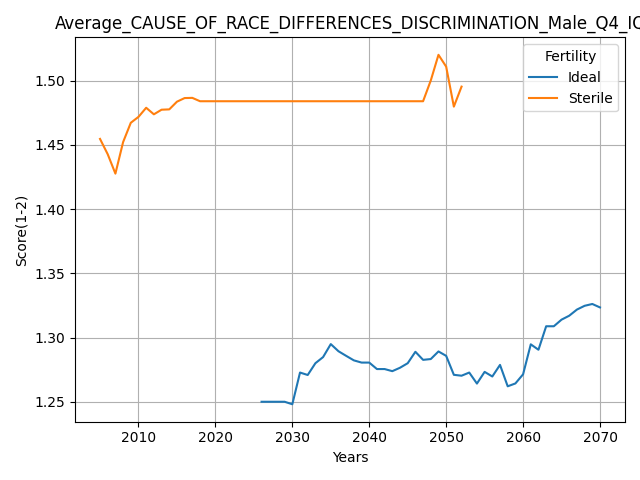 Average_CAUSE_OF_RACE_DIFFERENCES_DISCRIMINATION_Male_Q4_IQ
Fertility
Ideal
Sterile
1.50
1.45
1.40
1.35
1.30
1.25
Score(1-2)
2010 2020 2030 2040 2050 2060 2070
Years